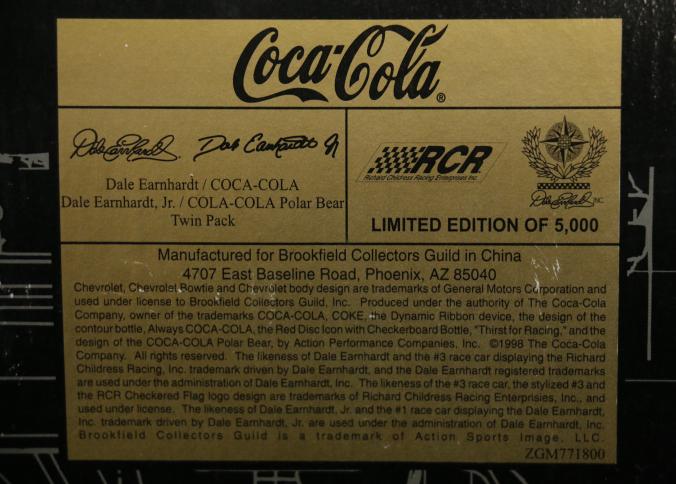 Coca-Cola®
Dale Earnhardt. Dale Earnhardt Jr
Dale Earnhardt / COCA-COLA
Dale Earnhardt, Jr. / COLA-COLA Polar Bear
Twin Pack
RCR
Richard Childress Racing Enterprises Inc.
Dale Earnhardt INC.
LIMITED EDITION OF 5,000
Manufactured for Brookfield Collectors Guild in China
4707 East Baseline Road, Phoenix, AZ 85040
Chevrolet, Chevrolet Bowtie and Chevrolet body design are trademarks of General Motors Corporation and
used under license to Brookfield Collectors Guild, Inc. Produced under the authority of The Coca-Cola
Company, owner of the trademarks COCA-COLA, COKE, the Dynamic Ribbon device, the design of the
contour bottle, Always COCA-COLA, the Red Disc Icon with Checkerboard Bottle, "Thirst for Racing," and the
design of the COCA-COLA Polar Bear, by Action Performance Companies, Inc. ©1998 The Coca-Cola
Company. All rights reserved. The likeness of Dale Earnhardt and the #3 race car displaying the Richard
Childress Racing, Inc. trademark driven by Dale Earnhardt, and the Dale Earnhardt registered trademarks
are used under the administration of Dale Earnhardt, Inc. The likeness of the #3 race car, the stylized #3 and
the RCR Checkered Flag logo design are trademarks of Richard Childress Racing Enterprises, Inc., and
used under license. The likeness of Dale Earnhardt, Jr. and the #1 race car displaying the Dale Earnhardt,
Inc. trademark driven by Dale Earnhardt, Jr. are used under the administration of Dale Earnhardt, Inc.
Brookfield Collectors Guild is a trademark of Action Sports Image, LLC.
ZGM771800